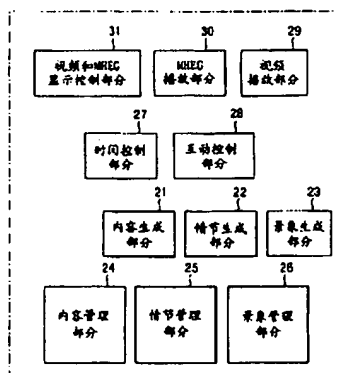 31
30
29
视频和MHEG
显示控制部分
MHEG
播放部分
视频
播放部分
27
28
时间控制
部分
互动控制
部分
21
22
23
内容生成
部分
情节生成
部分
景象生成
部分
24
25
26
内容管理
部分
情节管理
部分
景象管理
部分